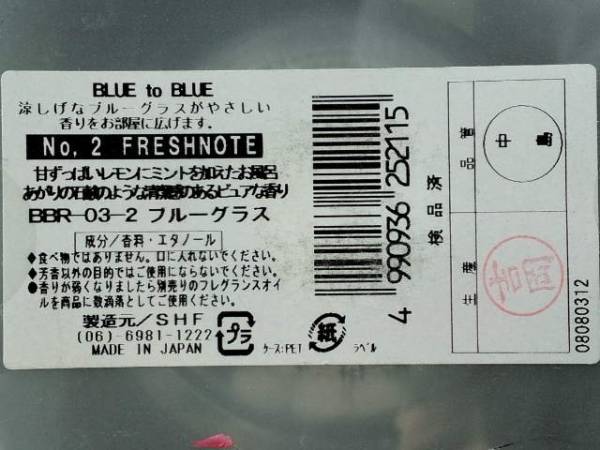 BLUE to BLUE
涼しげなブルーグラスがやさしい
香りをお部屋に広げます。
No, 2 FRESHNOTE
甘ずっぱいレモンにミントを加えたお風呂
あがりの石鹸のような清潔感のあるピュアな香り
BBR-03-2 ブルーグラス
成分/香料・エタノール
●食べ物ではありません。口に入れないでください。
◆芳香以外の目的ではご使用にならないでください。
●香りが弱くなりましたら別売りのフレグランスオイ
ルを商品に数滴落としてご使用ください。
製造元/SHF
(06)-6981-1222
MADE IN JAPAN
プラ
ケース:PET
紙
ラベル
4 990936 252115
検品済
品管
中島
生産
吉岡
08080312